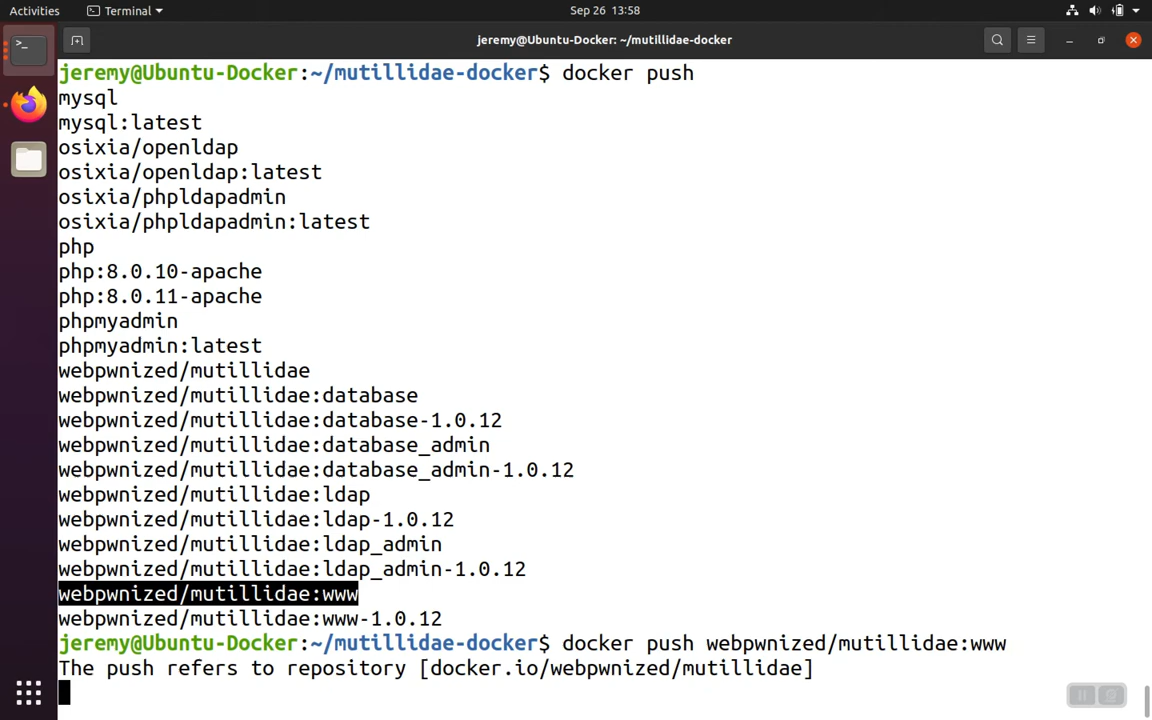 Activities
Terminal
Sep 26 13:58
jeremy@Ubuntu-Docker: ~/mutillidae-docker
jeremy@Ubuntu-Docker:~/mutillidae-docker$ docker push
mysql
mysql:latest
osixia/openldap
osixia/openldap:latest
osixia/phpldapadmin
osixia/phpldapadmin:latest
php
php:8.0.10-apache
php:8.0.11-apache
phpmyadmin
phpmyadmin:latest
webpwnized/mutillidae
webpwnized/mutillidae:database
webpwnized/mutillidae:database-1.0.12
webpwnized/mutillidae:database_admin
webpwnized/mutillidae:database_admin-1.0.12
webpwnized/mutillidae:ldap
webpwnized/mutillidae:ldap-1.0.12
webpwnized/mutillidae:ldap_admin
webpwnized/mutillidae:ldap_admin-1.0.12
webpwnized/mutillidae:www
webpwnized/mutillidae:www-1.0.12
jeremy@Ubuntu-Docker:~/mutillidae-docker$ docker push webpwnized/mutillidae:www
The push refers to repository [docker.io/webpwnized/mutillidae]